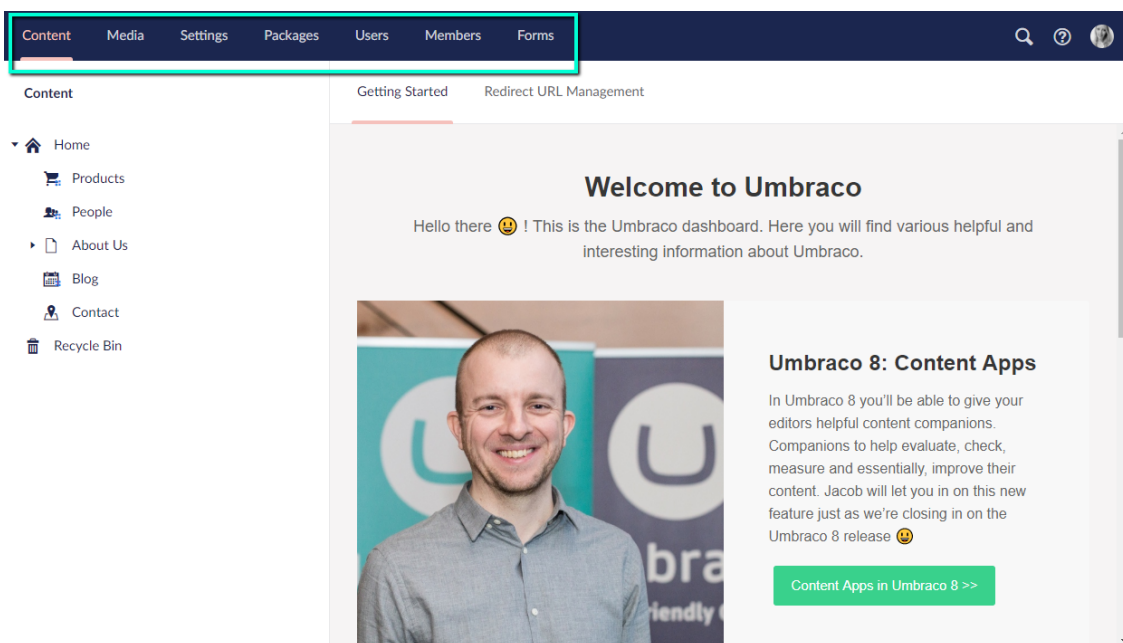 Content Media Settings Packages Users Members Forms
Content
Home
Products
People
About Us
Blog
Contact
Recycle Bin
Getting Started Redirect URL Management
Welcome to Umbraco
Hello there 😃 ! This is the Umbraco dashboard. Here you will find various helpful and
interesting information about Umbraco.
bra
iendly
Umbraco 8: Content Apps
In Umbraco 8 you’ll be able to give your
editors helpful content companions.
Companions to help evaluate, check,
measure and essentially, improve their
content. Jacob will let you in on this new
feature just as we’re closing in on the
Umbraco 8 release 😃
Content Apps in Umbraco 8 >>